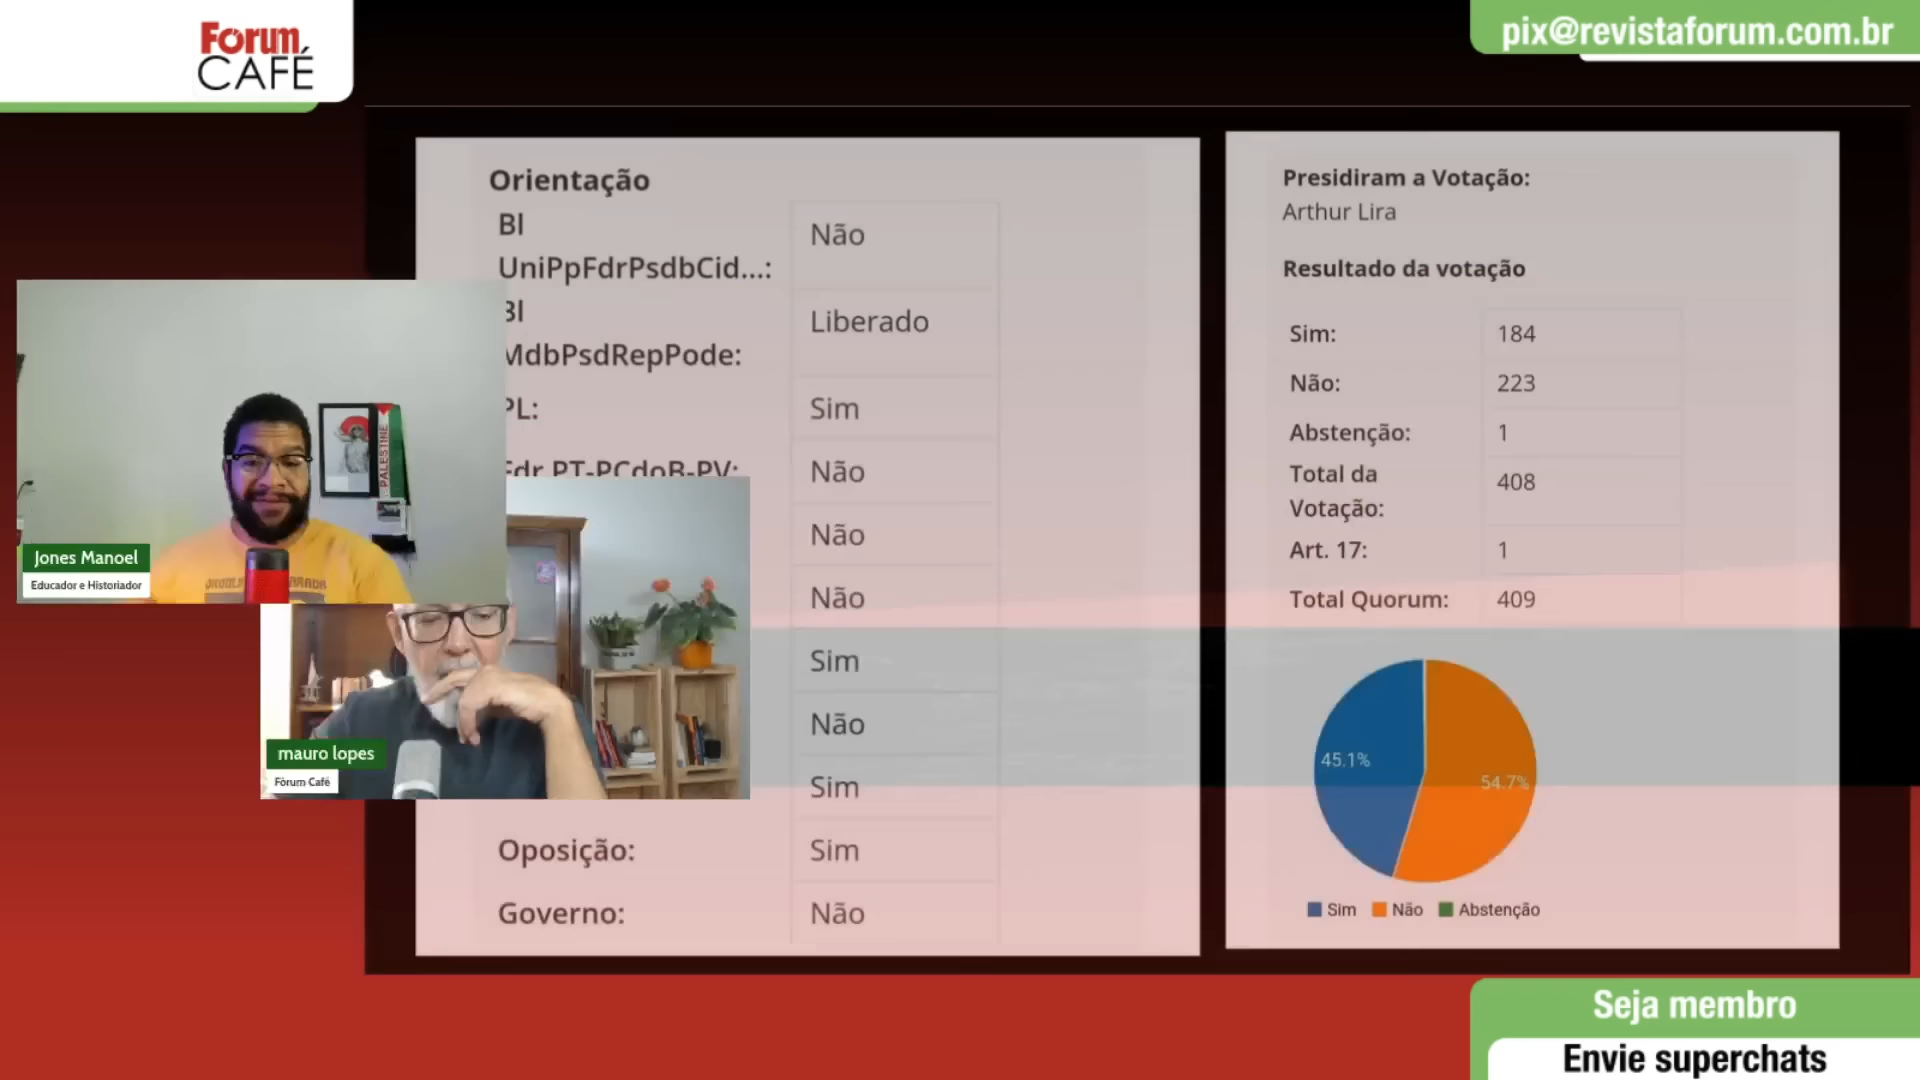 Fórum
CAFÉ
pix@revistaforum.com.br
Orientação
Bl
UniPpFdrPsdbCid...:
Não
Bl
MdbPsdRepPode:
Liberado
PL:
Sim
Fdr PT-PCdoB-PV:
Não
Não
Não
Sim
Não
Sim
Oposição:
Sim
Governo:
Não
Presidiram a Votação:
Arthur Lira
Resultado da votação
Sim:
184
Não:
223
Abstenção:
1
Total da
Votação:
408
Art. 17:
1
Total Quorum:
409
45.1%
54.7%
Sim
Não
Abstenção
PALESTINE
Jones Manoel
Educador e Historiador
mauro lopes
Fórum Café
Seja membro
Envie superchats